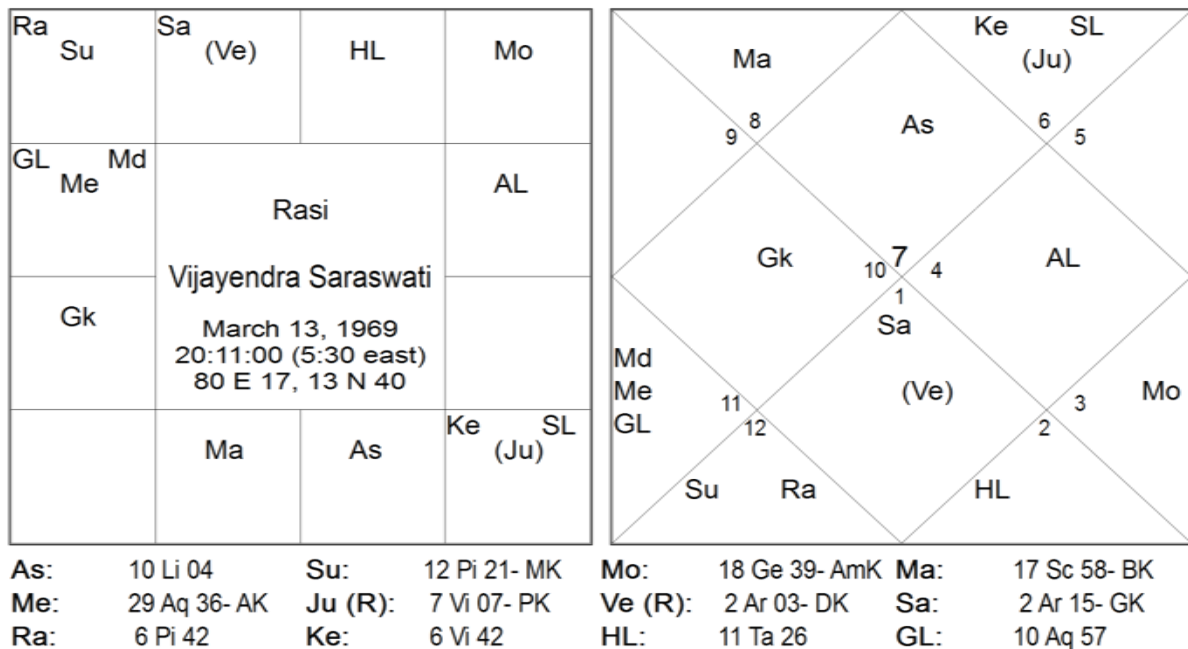 Ra
Su
Sa
(Ve)
HL
Mo
GL Md
Me
AL
Gk
Rasi
Vijayendra Saraswati
March 13, 1969
20:11:00 (5:30 east)
80 E 17, 13 N 40
Ma
As
Ke SL
(Ju)
Ma
Ke SL
(Ju)
As
9 8
6 5
Gk
10 7 4
AL
1
Sa
(Ve)
Md
Me
GL
11
12
3
2
Mo
Su Ra
HL
As: 10 Li 04 Su: 12 Pi 21- MK Mo: 18 Ge 39- AmK Ma: 17 Sc 58- BK
Me: 29 Aq 36- AK Ju (R): 7 Vi 07- PK Ve (R): 2 Ar 03- DK Sa: 2 Ar 15- GK
Ra: 6 Pi 42 Ke: 6 Vi 42 HL: 11 Ta 26 GL: 10 Aq 57